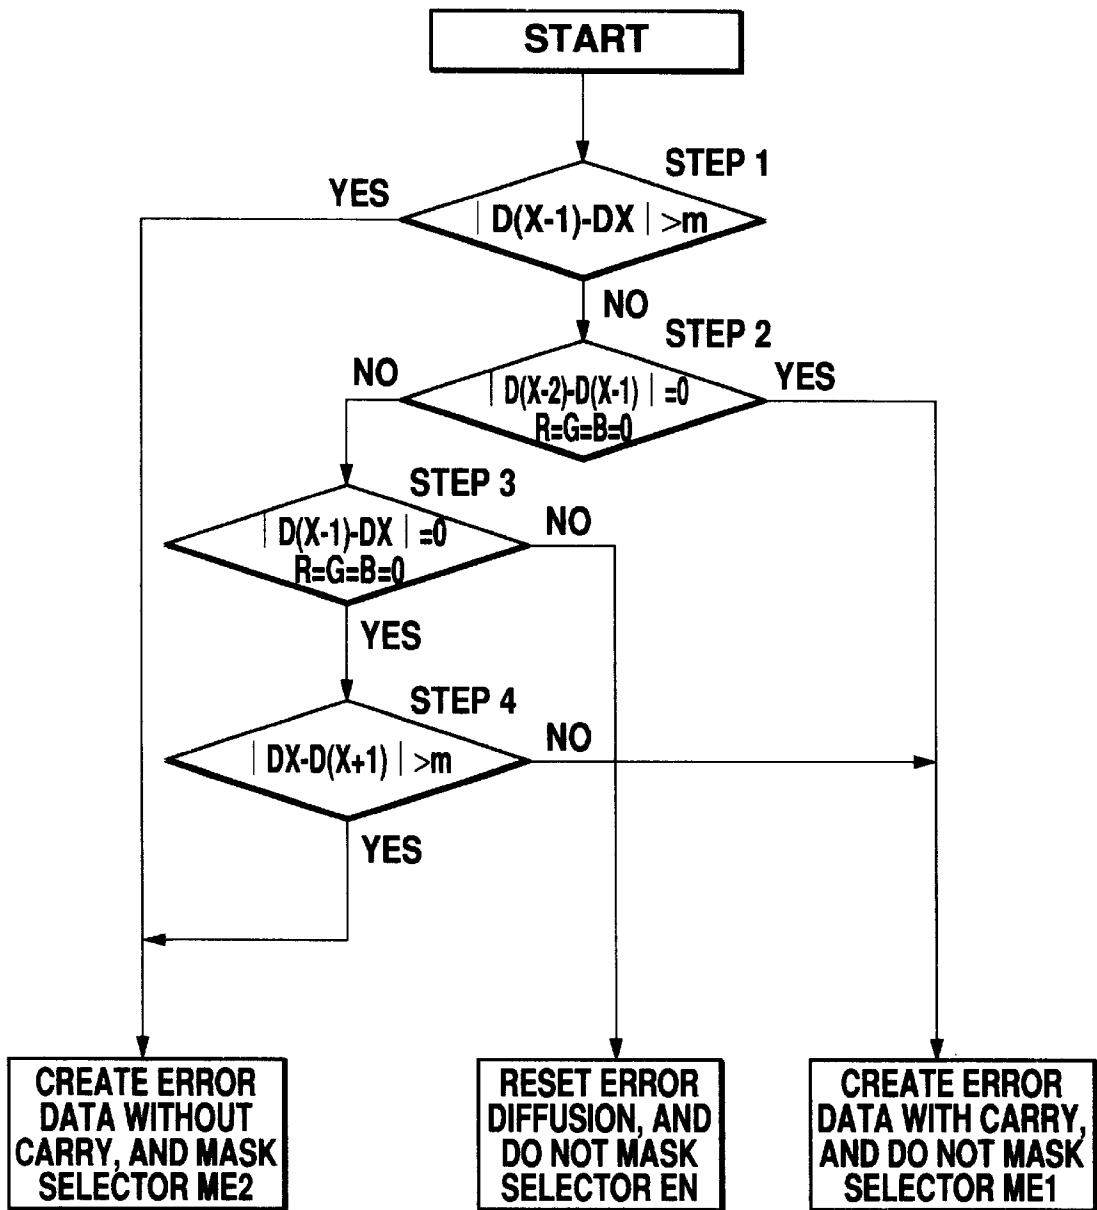 START
STEP 1
YES
| D(X-1)-DX | >m
NO
STEP 2
NO
YES
| D(X-2)-D(X-1) | =0
R=G=B=0
STEP 3
NO
| D(X-1)-DX | =0
R=G=B=0
YES
STEP 4
NO
| DX-D(X+1) | >m
YES
CREATE ERROR
DATA WITHOUT
CARRY, AND MASK
SELECTOR ME2
RESET ERROR
DIFFUSION, AND
DO NOT MASK
SELECTOR EN
CREATE ERROR
DATA WITH CARRY,
AND DO NOT MASK
SELECTOR ME1